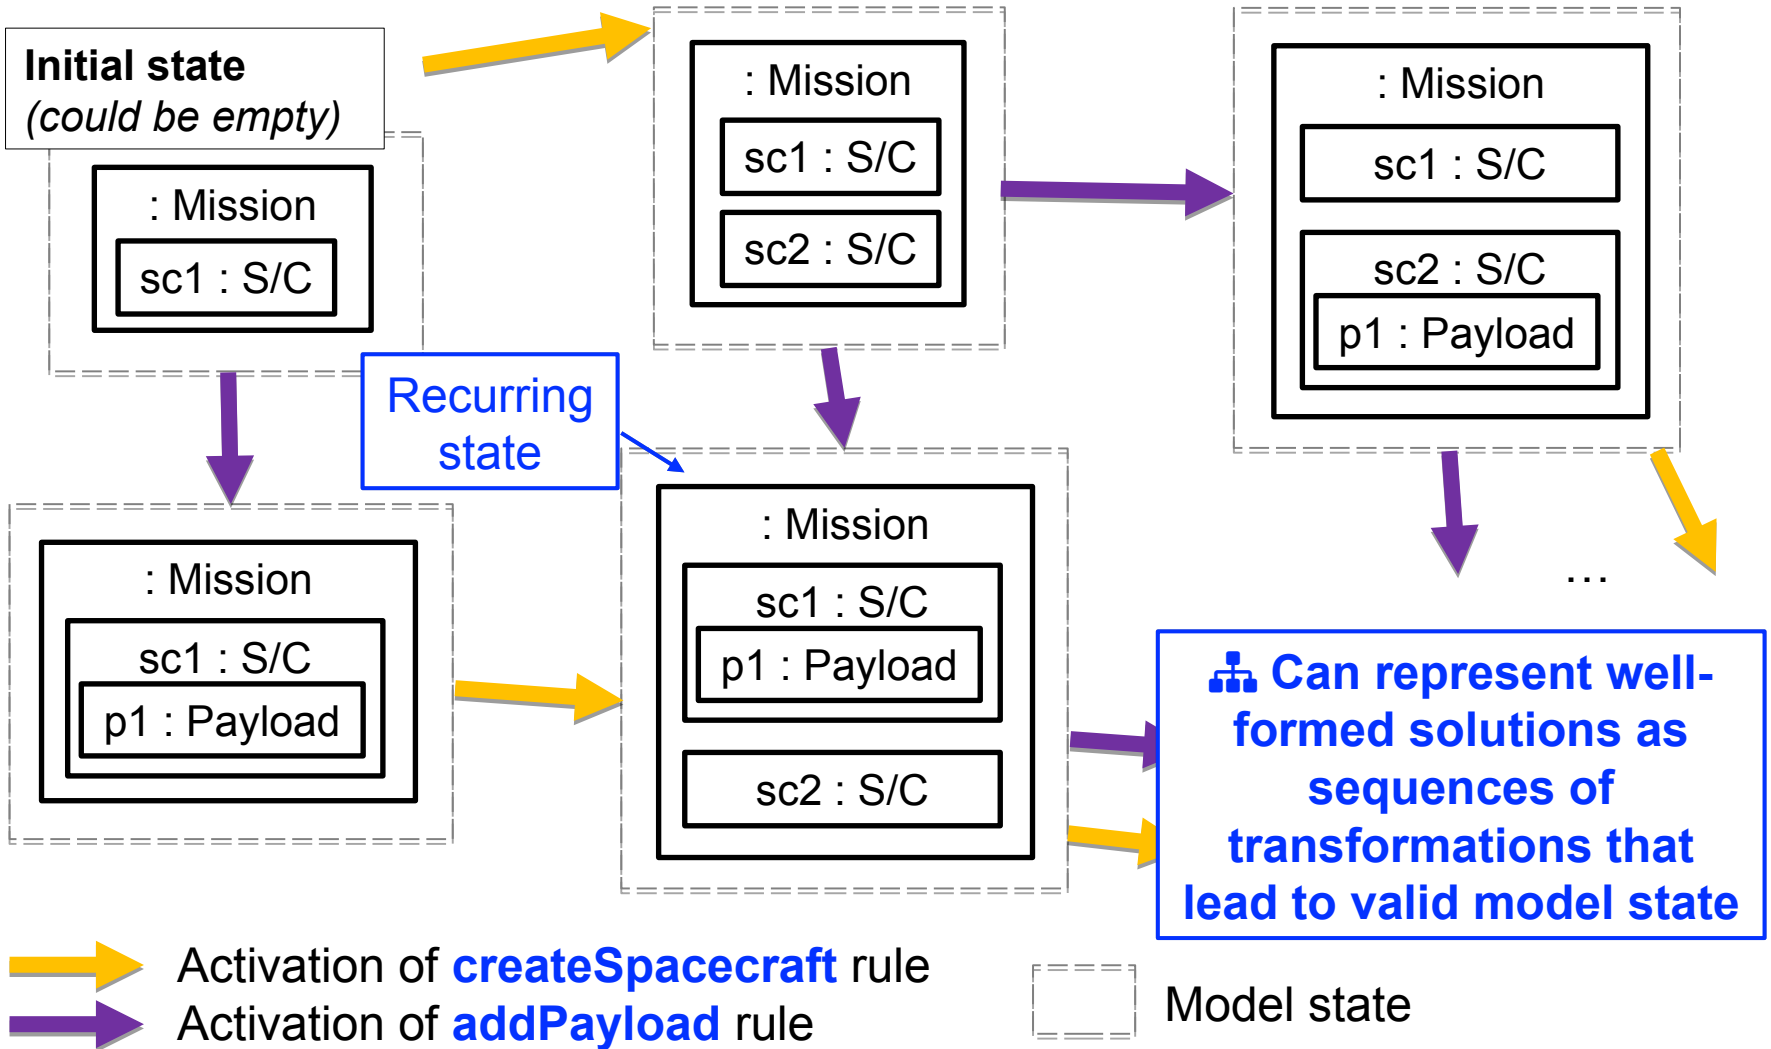 Initial state
(could be empty)
: Mission
sc1 : S/C
: Mission
sc1 : S/C
sc2 : S/C
: Mission
sc1 : S/C
sc2 : S/C
p1 : Payload
Recurring
state
: Mission
sc1 : S/C
p1 : Payload
: Mission
sc1 : S/C
p1 : Payload
sc2 : S/C
...
Can represent well-
formed solutions as
sequences of
transformations that
lead to valid model state
Activation of createSpacecraft rule
Activation of addPayload rule
Model state